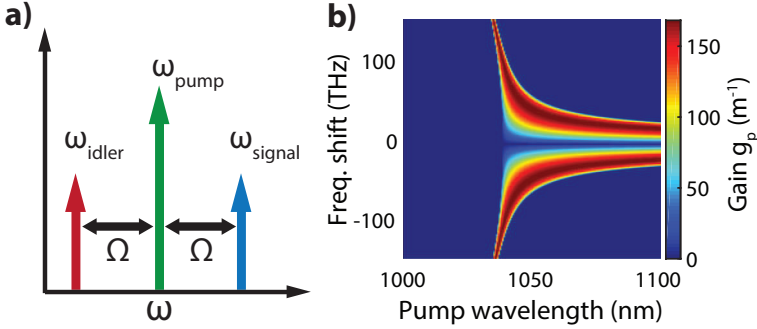 a)
ω_pump
ω_idler
ω_signal
Ω Ω
ω
b)
Freq. shift (THz)
100
0
-100
1000 1050 1100
Pump wavelength (nm)
150
100
50
0
Gain g_p (m⁻¹)